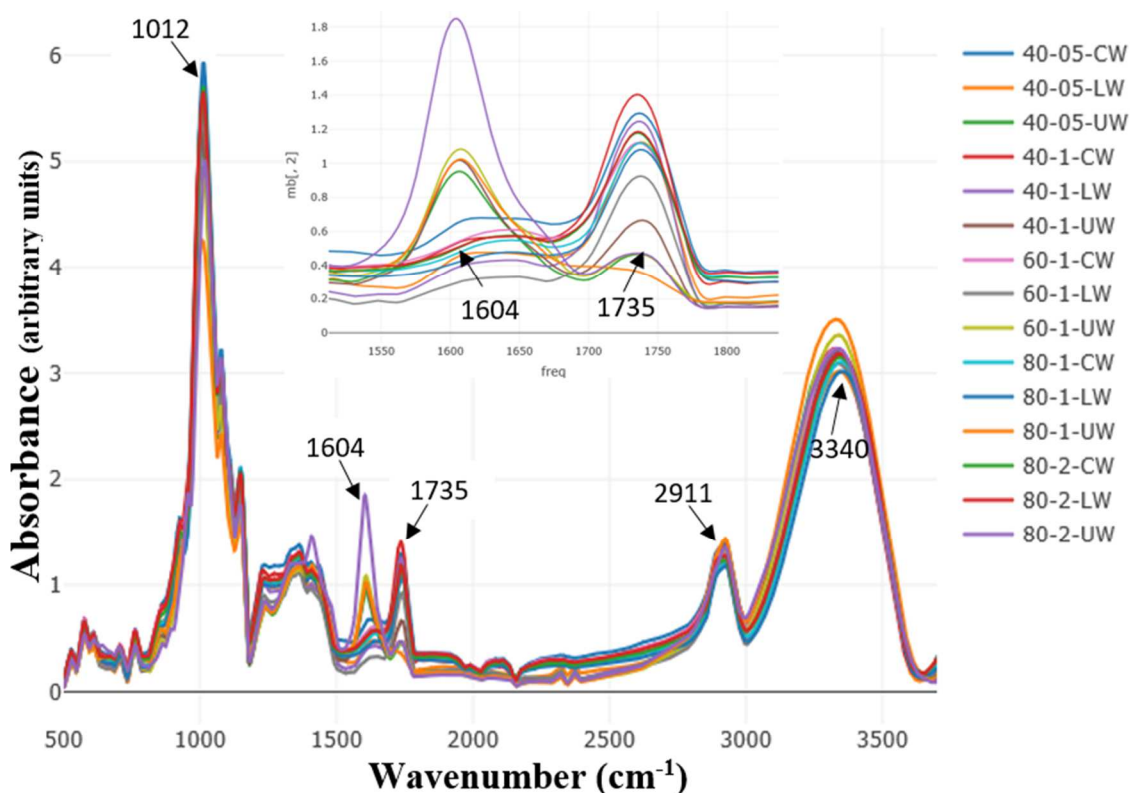 1012
6
5
4
3
2
1
0
500
1000
1500
2000
2500
3000
3500
Absorbance (arbitrary units)
Wavenumber (cm-1)
1604
1735
2911
3340
1.8
1.6
1.4
1.2
1
0.8
0.6
0.4
0.2
0
mb[, 2]
1604
1735
1550
1600
1650
1700
1750
1800
freq
40-05-CW
40-05-LW
40-05-UW
40-1-CW
40-1-LW
40-1-UW
60-1-CW
60-1-LW
60-1-UW
80-1-CW
80-1-LW
80-1-UW
80-2-CW
80-2-LW
80-2-UW